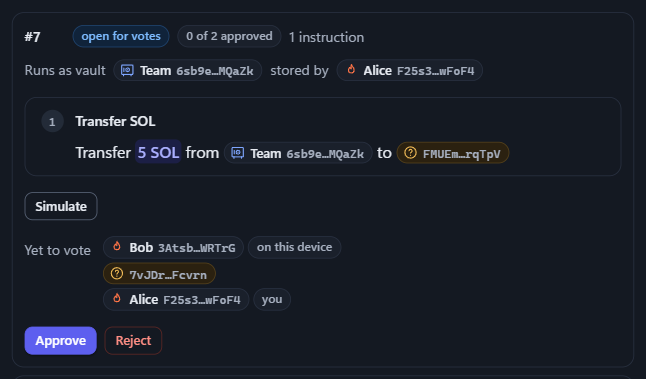 #7 open for votes 0 of 2 approved 1 instruction
Runs as vault Team 6sb9e…MQaZk stored by Alice F25s3…wFoF4
1 Transfer SOL
Transfer 5 SOL from Team 6sb9e…MQaZk to FMUEm…rqTpV
Simulate
Yet to vote Bob 3Atsb…WRTrG on this device
7vJDr…Fcvrn
Alice F25s3…wFoF4 you
Approve Reject